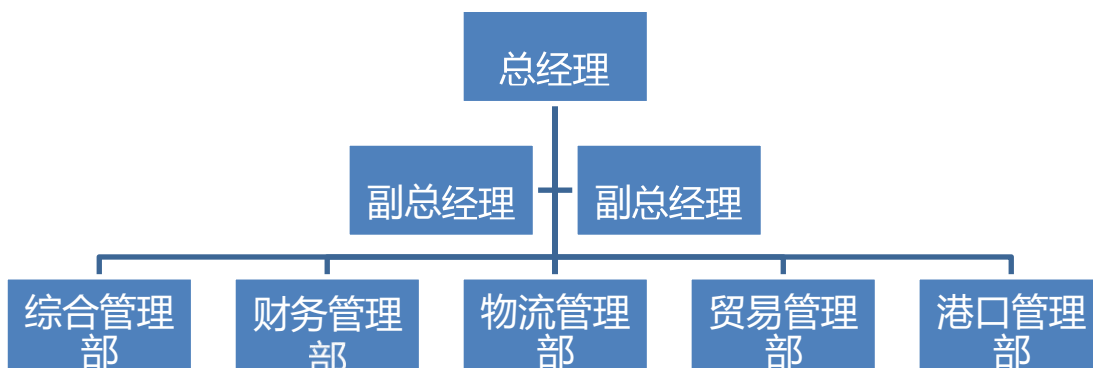 总经理
副总经理
副总经理
综合管理
部
财务管理
部
物流管理
部
贸易管理
部
港口管理
部